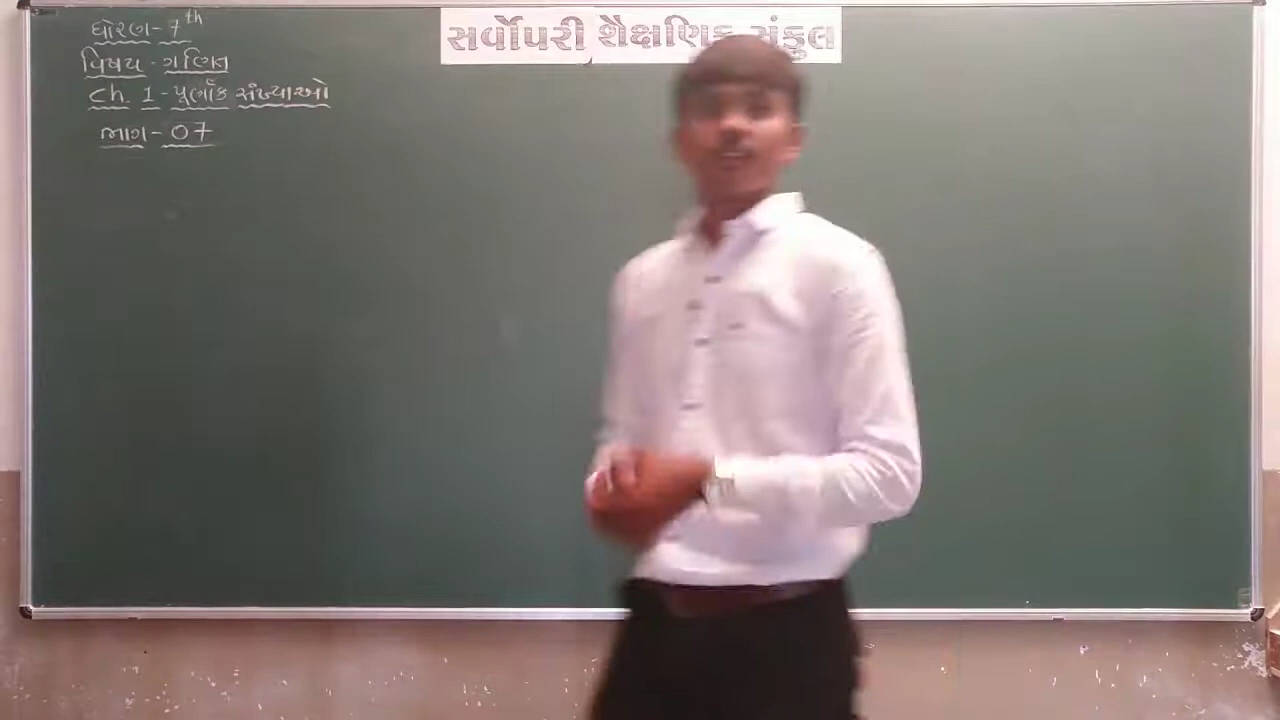 સર્વોપરી શૈક્ષણિક સંકુલ
ધોરણ - 7th
વિષય - ગણિત
Ch. 1 - પૂર્ણાંક સંખ્યાઓ
ભાગ - 07